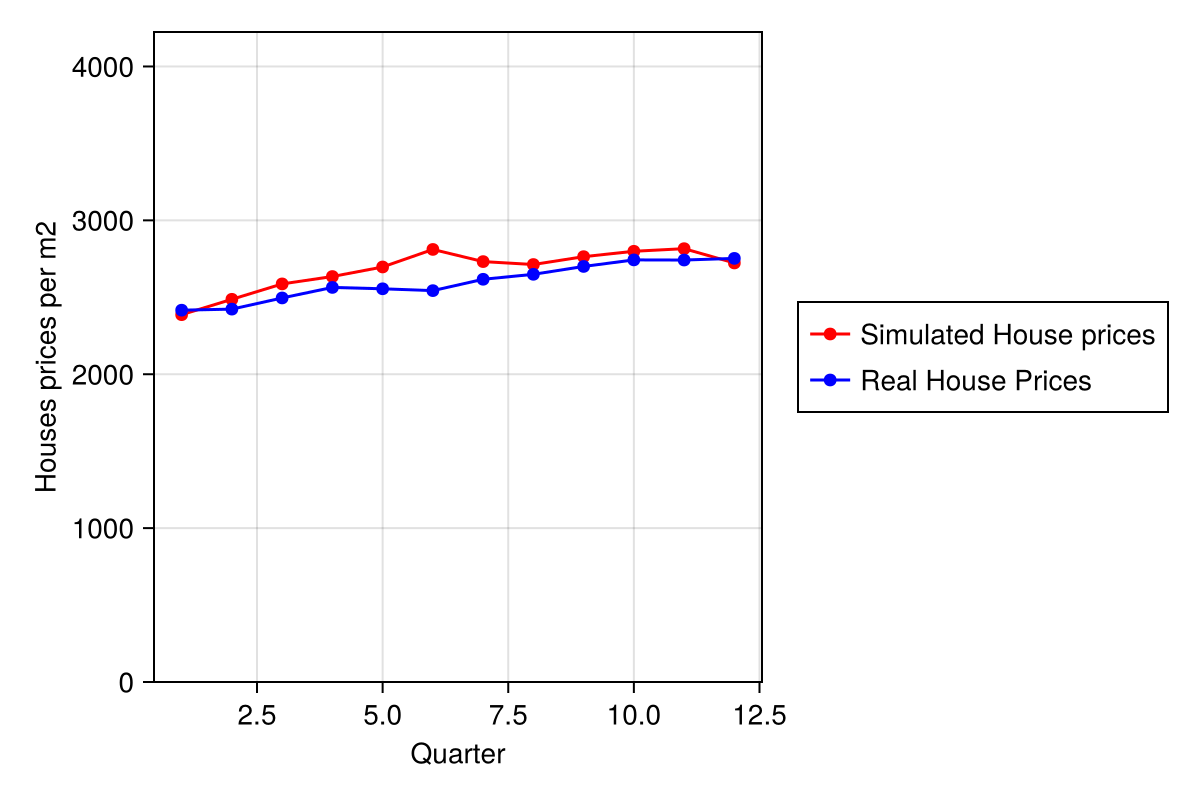 4000
3000
2000
1000
0
Houses prices per m2
2.5 5.0 7.5 10.0 12.5
Quarter
Simulated House prices
Real House Prices